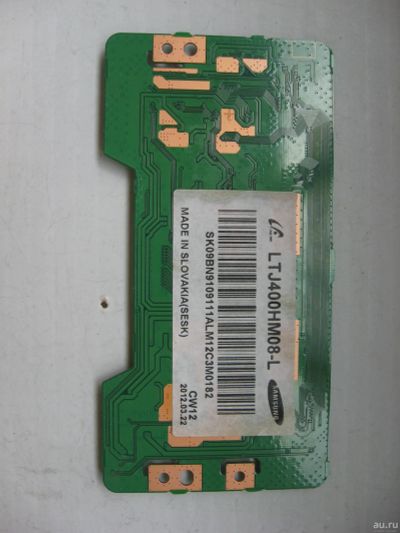 LTJ400HM08-L
SAMSUNG
SK09BN9109111ALM12C3M0182
MADE IN SLOVAKIA(SESK)
CW12
2012.03.22
au.ru